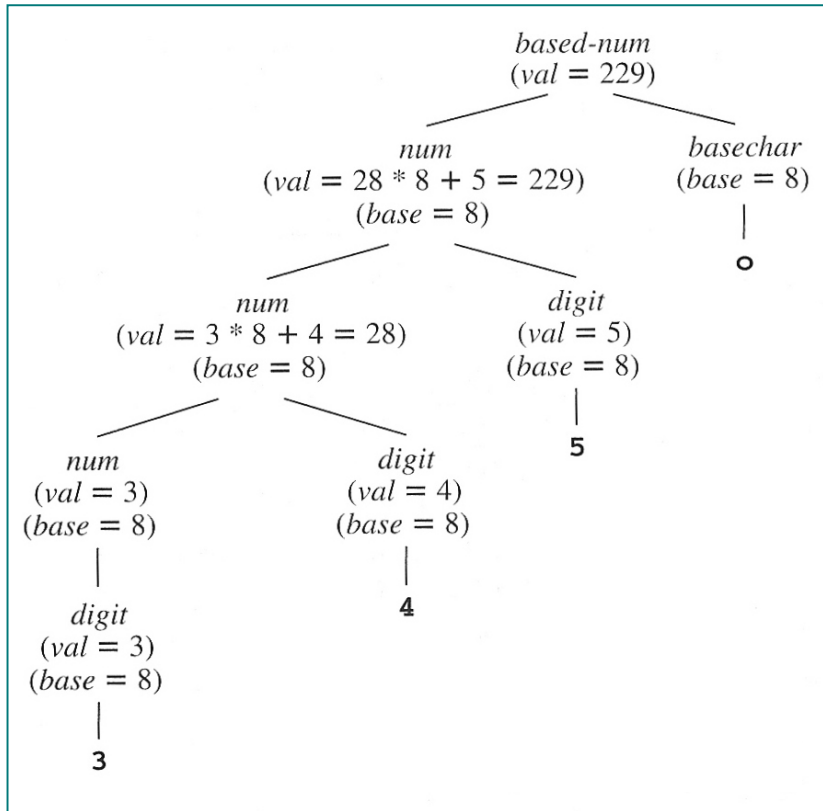 based-num
(val = 229)
num
(val = 28 * 8 + 5 = 229)
(base = 8)
basechar
(base = 8)
o
num
(val = 3 * 8 + 4 = 28)
(base = 8)
digit
(val = 5)
(base = 8)
5
num
(val = 3)
(base = 8)
digit
(val = 4)
(base = 8)
4
digit
(val = 3)
(base = 8)
3